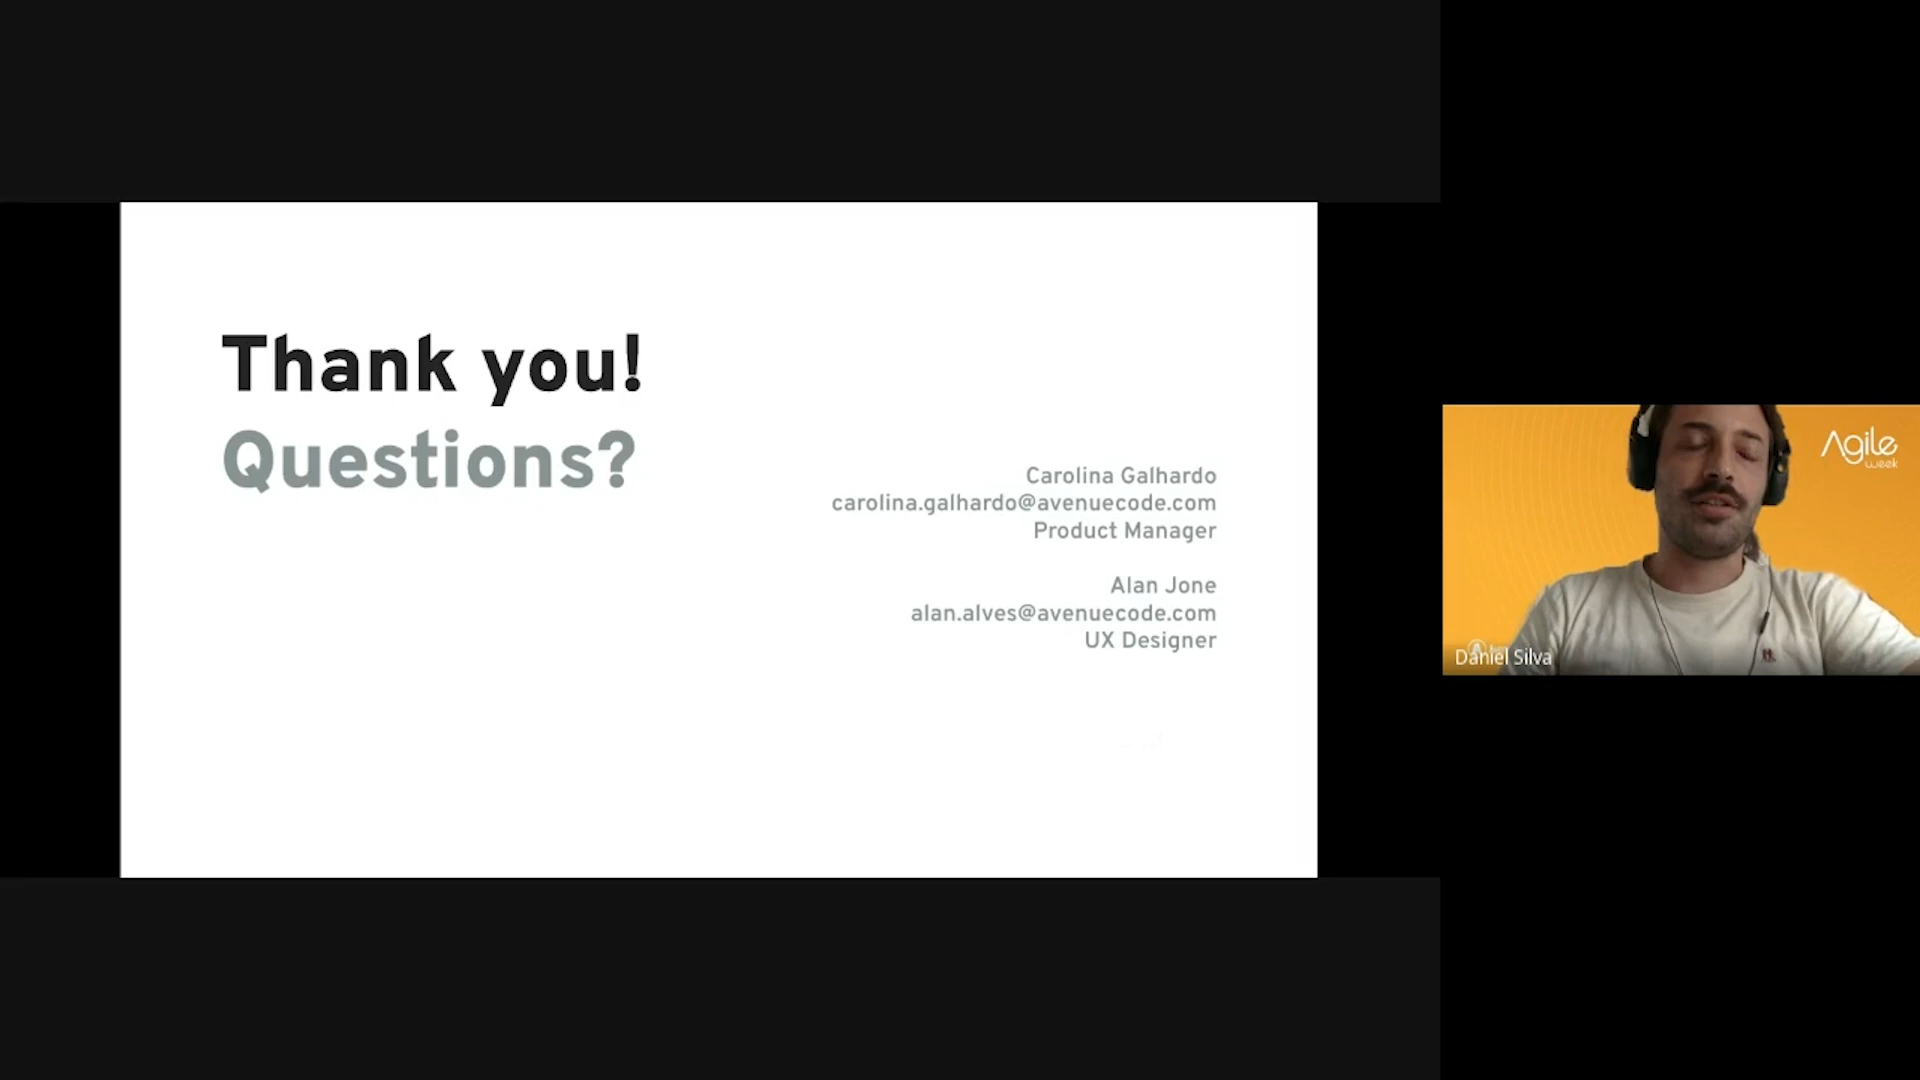 Thank you!
Questions?
Carolina Galhardo
carolina.galhardo@avenuecode.com
Product Manager
Alan Jone
alan.alves@avenuecode.com
UX Designer
Agile
week
Daniel Silva